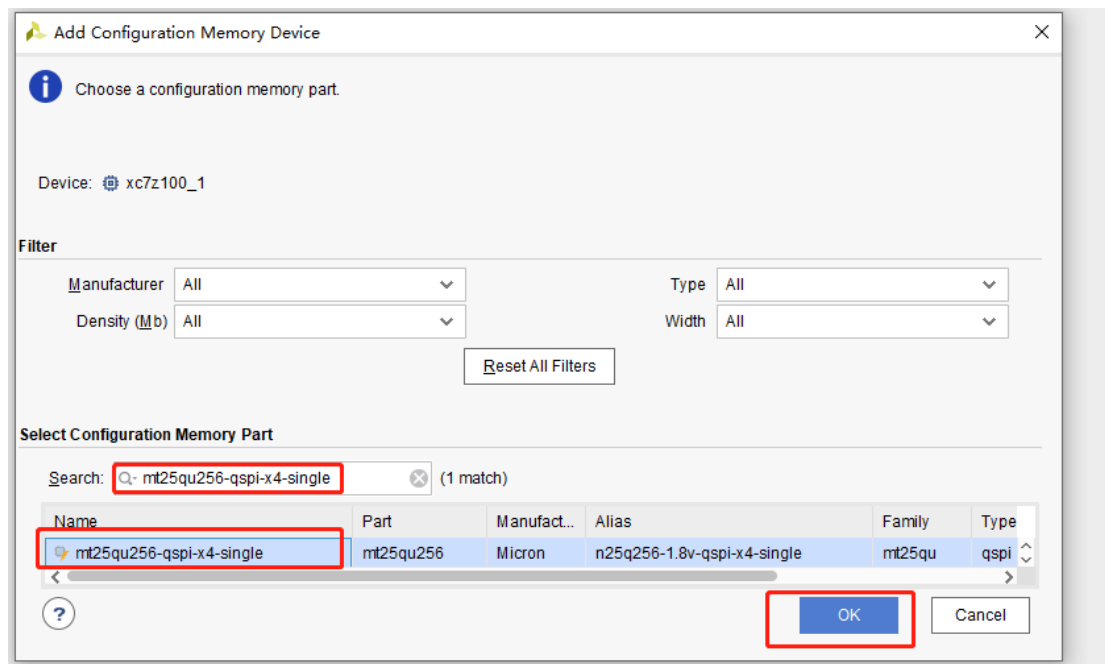 Add Configuration Memory Device
Choose a configuration memory part.
Device: xc7z100_1
Filter
Manufacturer All Type All
Density (Mb) All Width All
Reset All Filters
Select Configuration Memory Part
Search: mt25qu256-qspi-x4-single (1 match)
Name Part Manufact... Alias Family Type
mt25qu256-qspi-x4-single mt25qu256 Micron n25q256-1.8v-qspi-x4-single mt25qu qspi
? OK Cancel